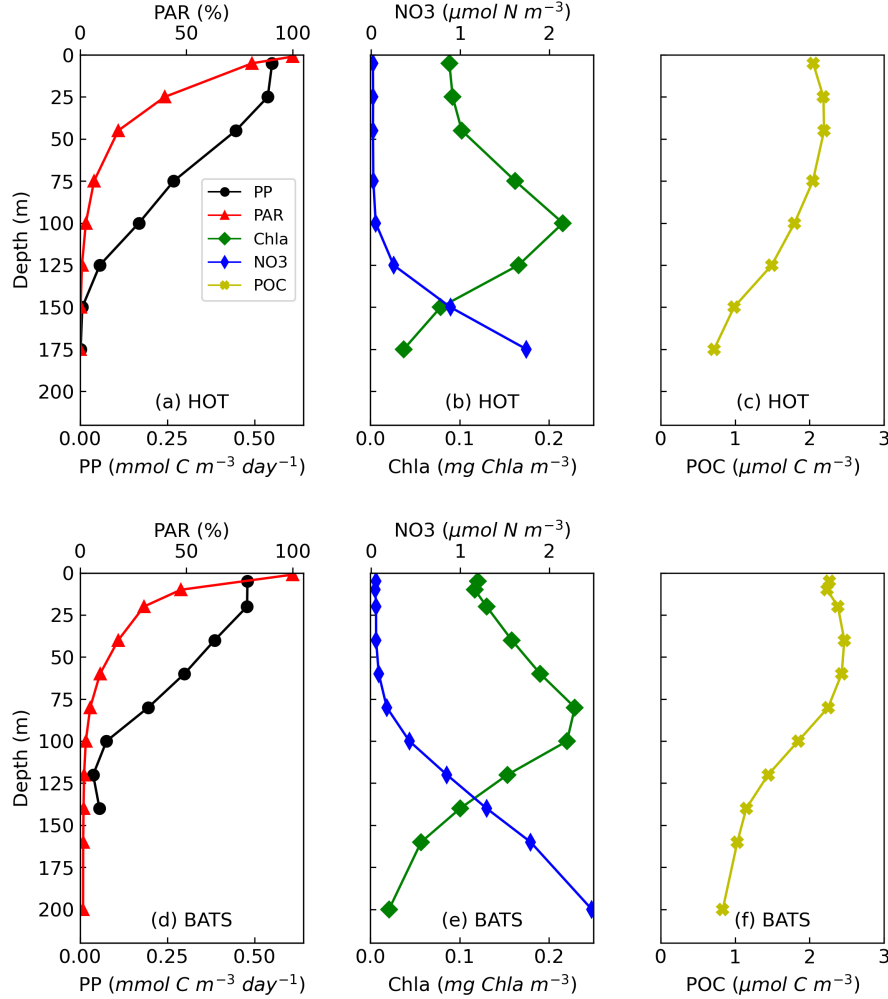 PAR (%)
0 50 100
NO3 (μmol N m⁻³)
0 1 2
0
25
50
75
100
125
150
175
200
Depth (m)
PP
PAR
Chla
NO3
POC
(a) HOT
(b) HOT
(c) HOT
0.00 0.25 0.50
0.0 0.1 0.2
0 1 2 3
PP (mmol C m⁻³ day⁻¹)
Chla (mg Chla m⁻³)
POC (μmol C m⁻³)
PAR (%)
0 50 100
NO3 (μmol N m⁻³)
0 1 2
0
25
50
75
100
125
150
175
200
Depth (m)
(d) BATS
(e) BATS
(f) BATS
0.00 0.25 0.50
0.0 0.1 0.2
0 1 2 3
PP (mmol C m⁻³ day⁻¹)
Chla (mg Chla m⁻³)
POC (μmol C m⁻³)